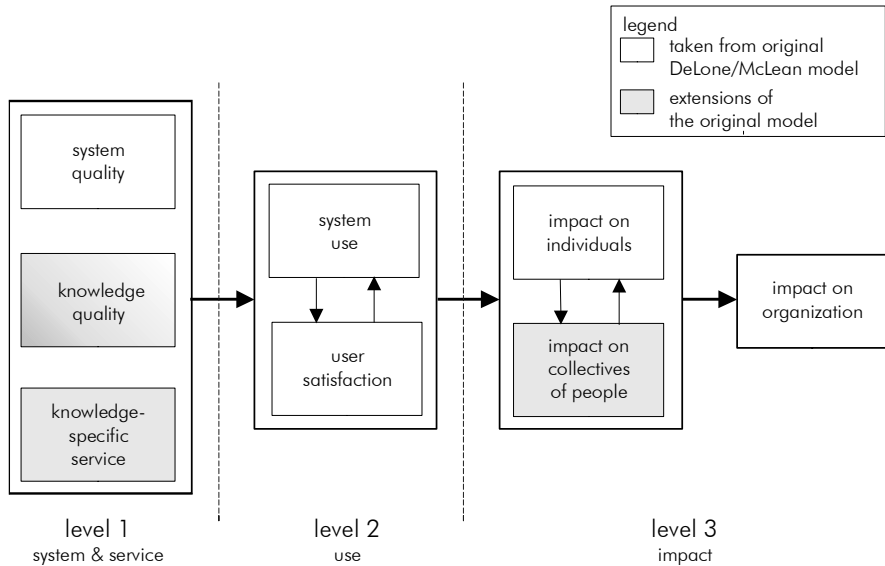 legend
taken from original
DeLone/McLean model
extensions of
the original model
system
quality
knowledge
quality
knowledge-
specific
service
system
use
user
satisfaction
impact on
individuals
impact on
collectives
of people
impact on
organization
level 1
system & service
level 2
use
level 3
impact